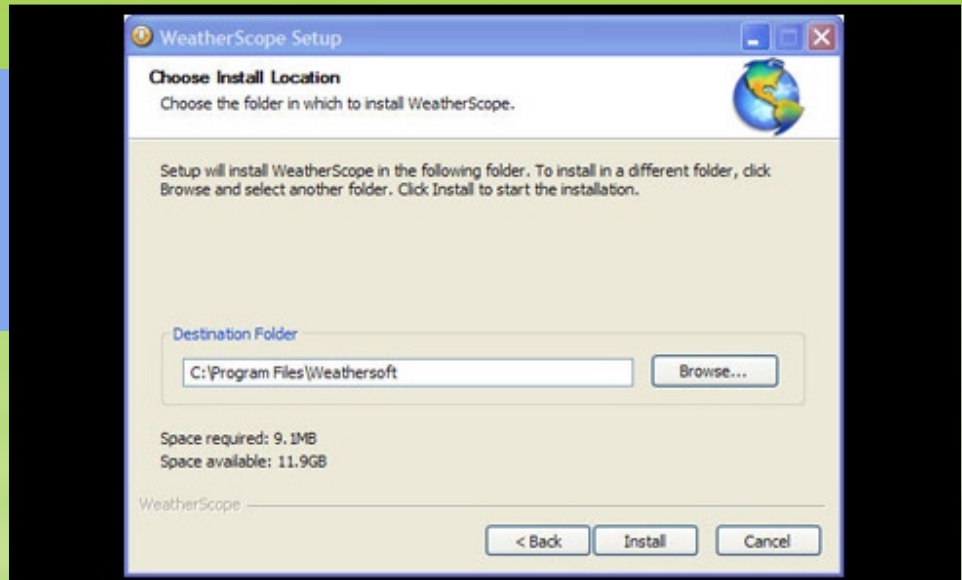 WeatherScope Setup
Choose Install Location
Choose the folder in which to install WeatherScope.
Setup will install WeatherScope in the following folder. To install in a different folder, click
Browse and select another folder. Click Install to start the installation.
Destination Folder
C:\Program Files\Weathersoft
Browse...
Space required: 9.1MB
Space available: 11.9GB
WeatherScope
< Back Install Cancel